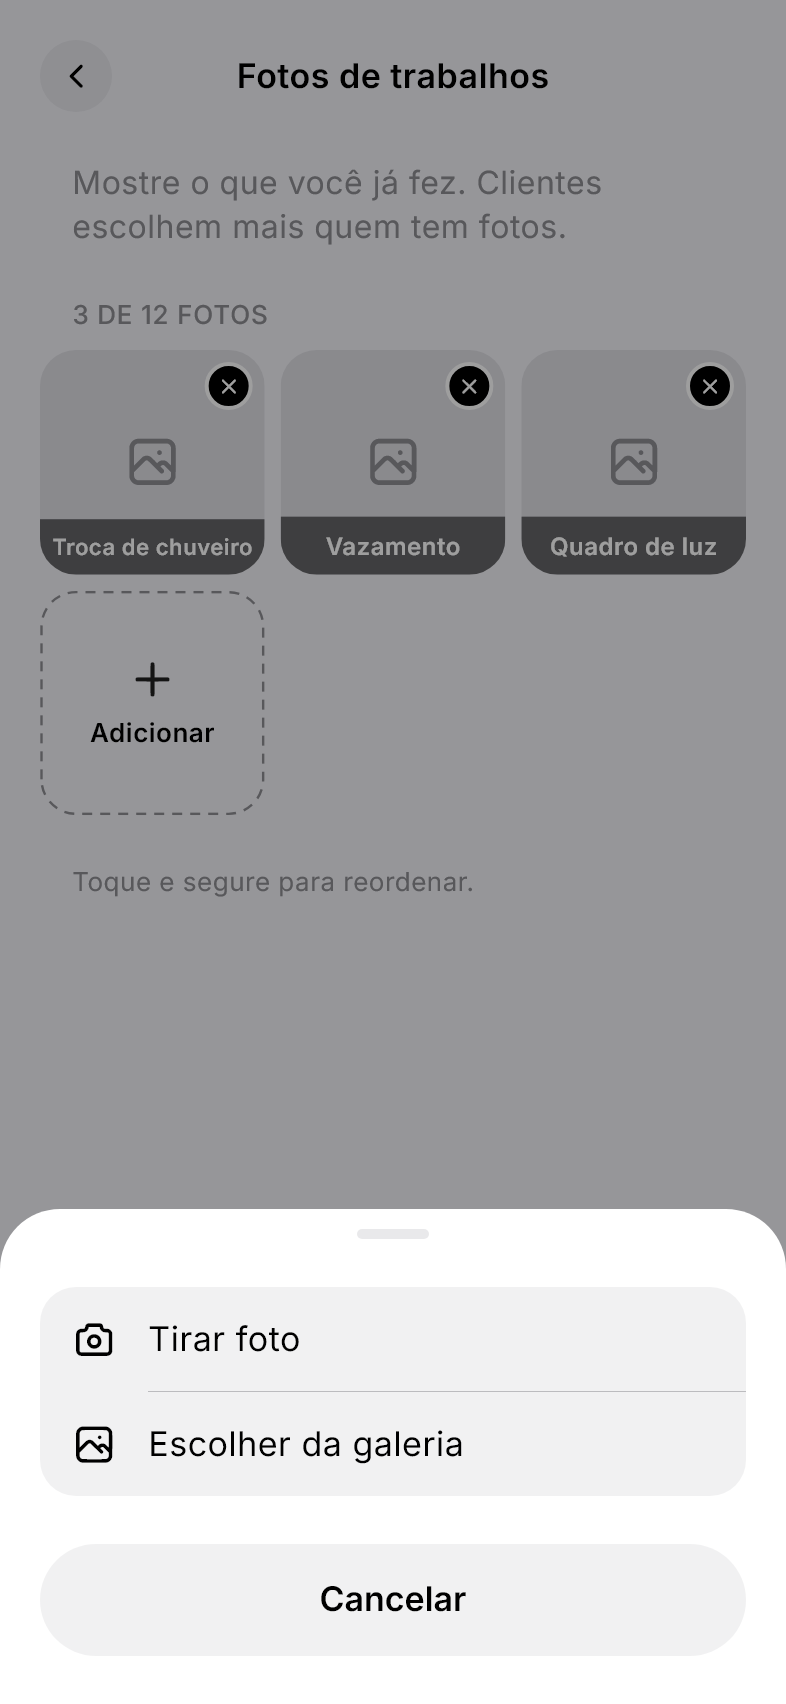 Fotos de trabalhos
Mostre o que você já fez. Clientes
escolhem mais quem tem fotos.
3 DE 12 FOTOS
Troca de chuveiro
Vazamento
Quadro de luz
Adicionar
Toque e segure para reordenar.
Tirar foto
Escolher da galeria
Cancelar